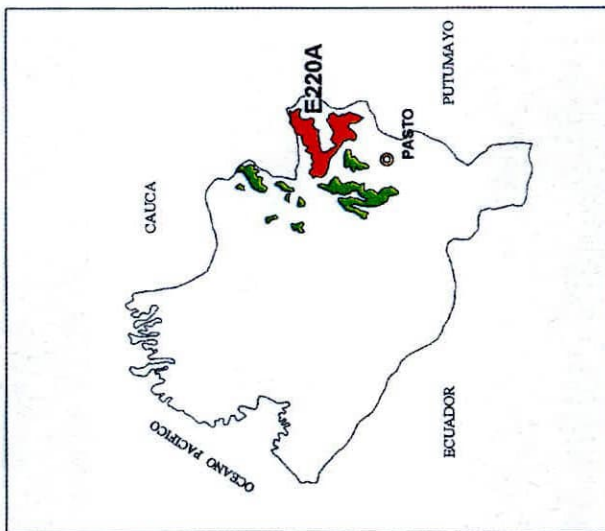 CAUCA
OCEANO PACIFICO
E220A
PASTO
PUTUMAYO
ECUADOR